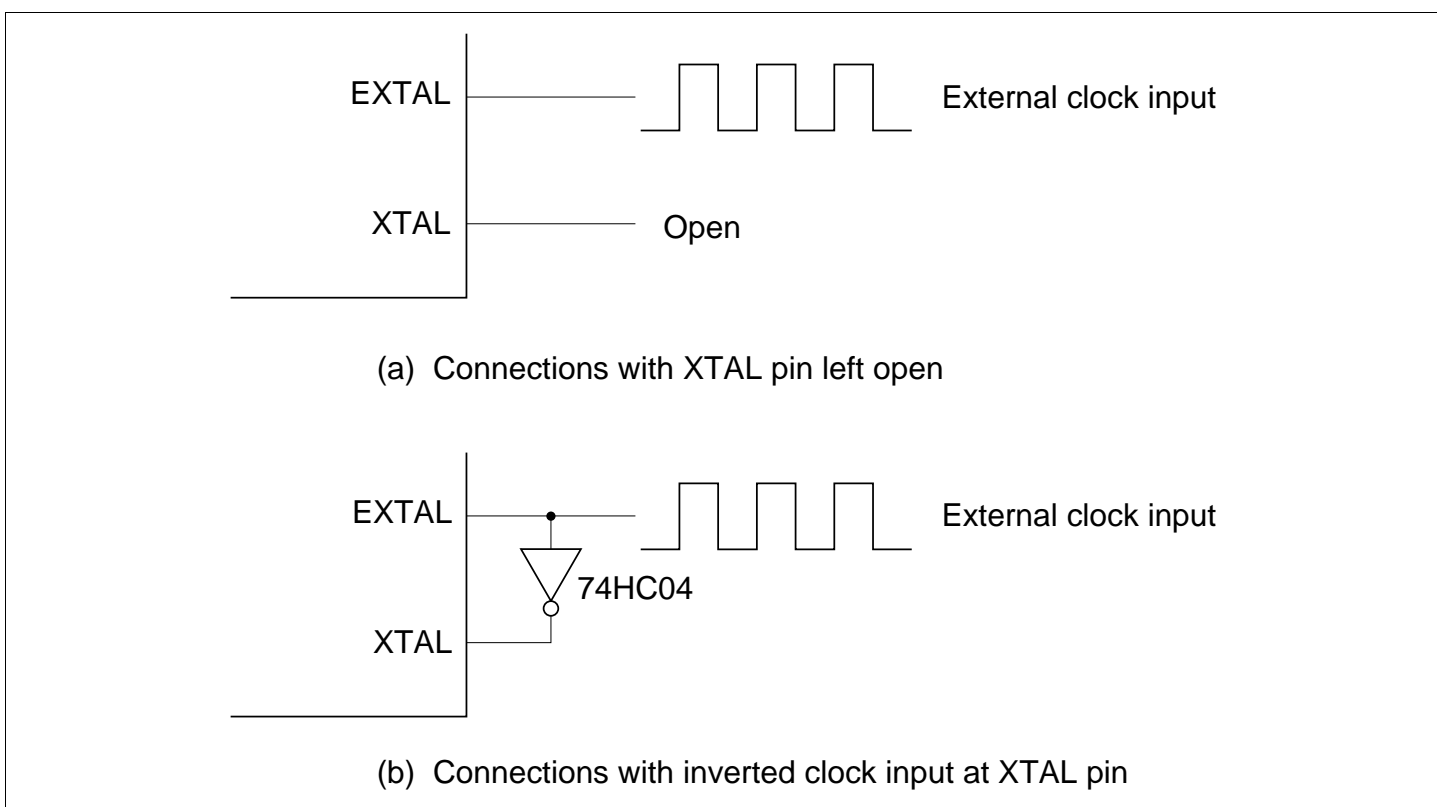 EXTAL
External clock input
XTAL
Open
(a) Connections with XTAL pin left open
EXTAL
External clock input
74HC04
XTAL
(b) Connections with inverted clock input at XTAL pin